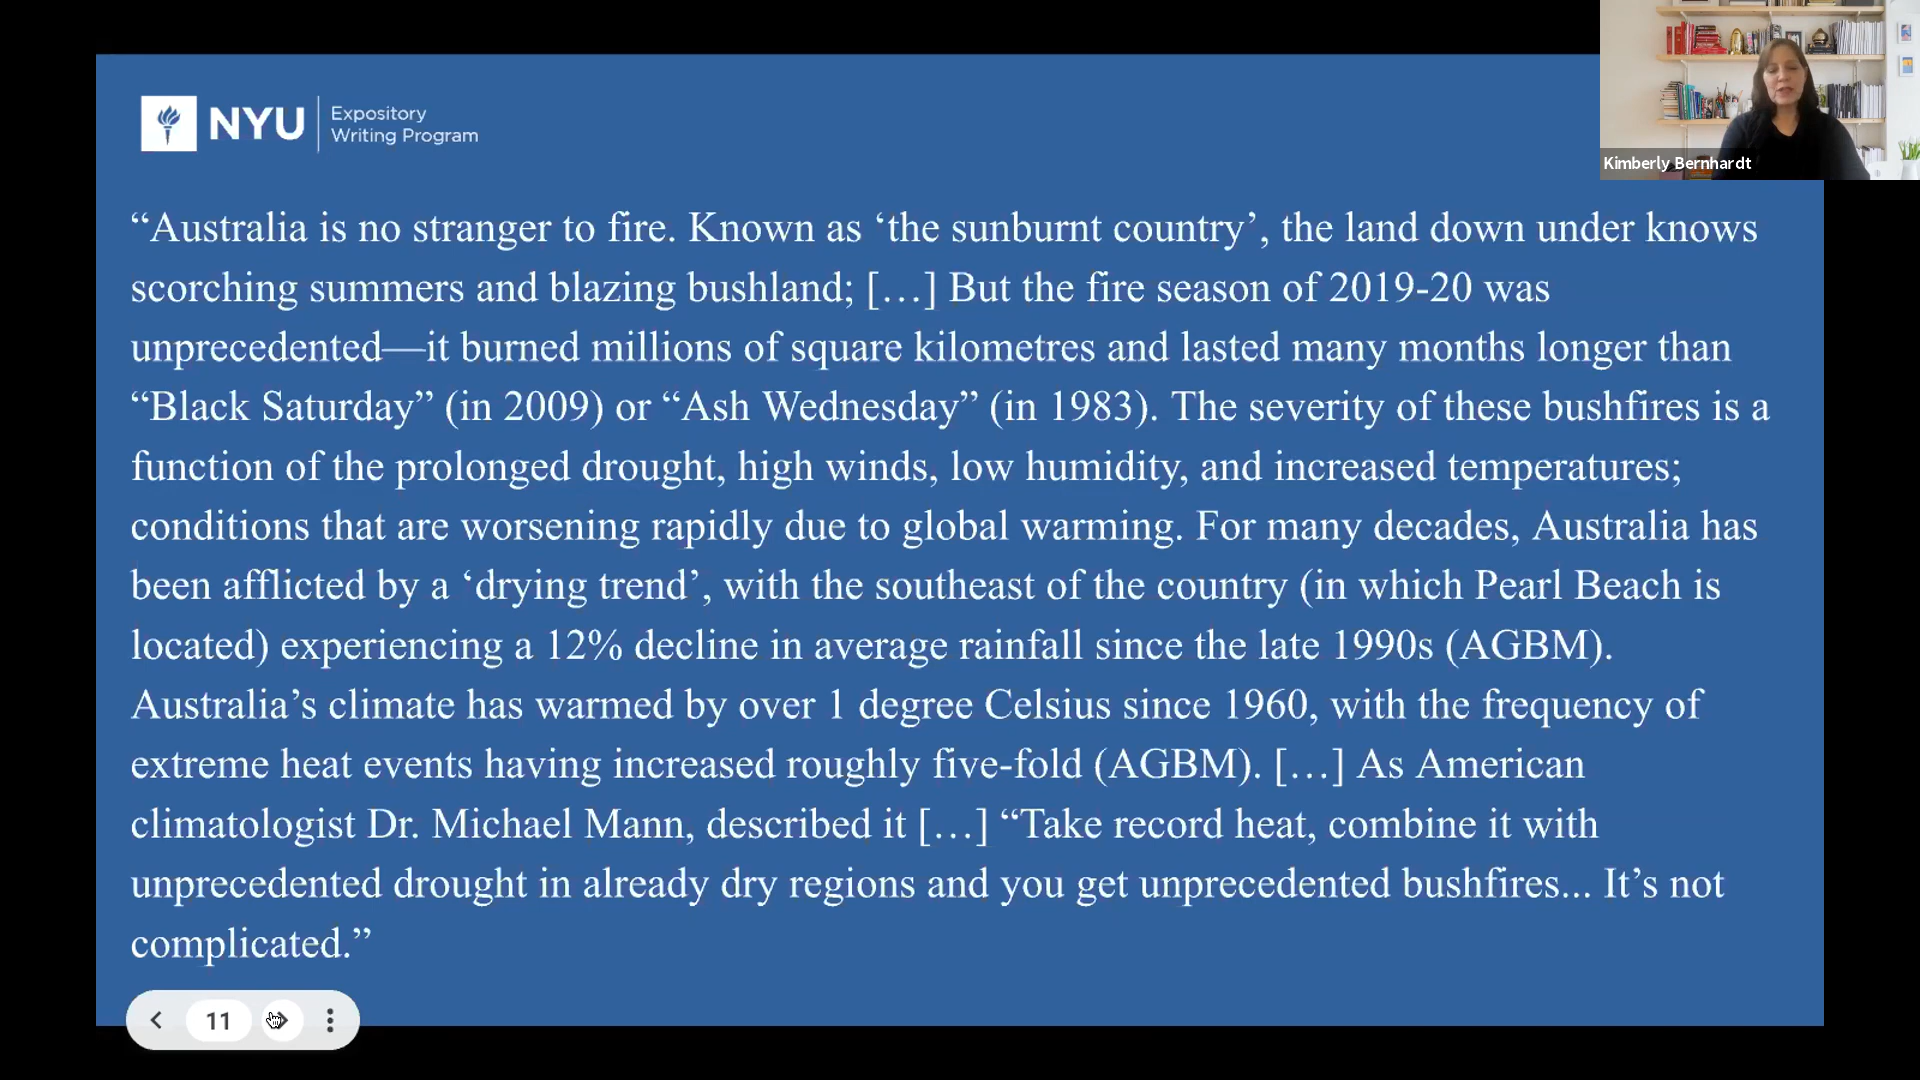 NYU
Expository
Writing Program
Kimberly Bernhardt
“Australia is no stranger to fire. Known as ‘the sunburnt country’, the land down under knows
scorching summers and blazing bushland; […] But the fire season of 2019-20 was
unprecedented—it burned millions of square kilometres and lasted many months longer than
“Black Saturday” (in 2009) or “Ash Wednesday” (in 1983). The severity of these bushfires is a
function of the prolonged drought, high winds, low humidity, and increased temperatures;
conditions that are worsening rapidly due to global warming. For many decades, Australia has
been afflicted by a ‘drying trend’, with the southeast of the country (in which Pearl Beach is
located) experiencing a 12% decline in average rainfall since the late 1990s (AGBM).
Australia’s climate has warmed by over 1 degree Celsius since 1960, with the frequency of
extreme heat events having increased roughly five-fold (AGBM). […] As American
climatologist Dr. Michael Mann, described it […] “Take record heat, combine it with
unprecedented drought in already dry regions and you get unprecedented bushfires... It’s not
complicated.”
11